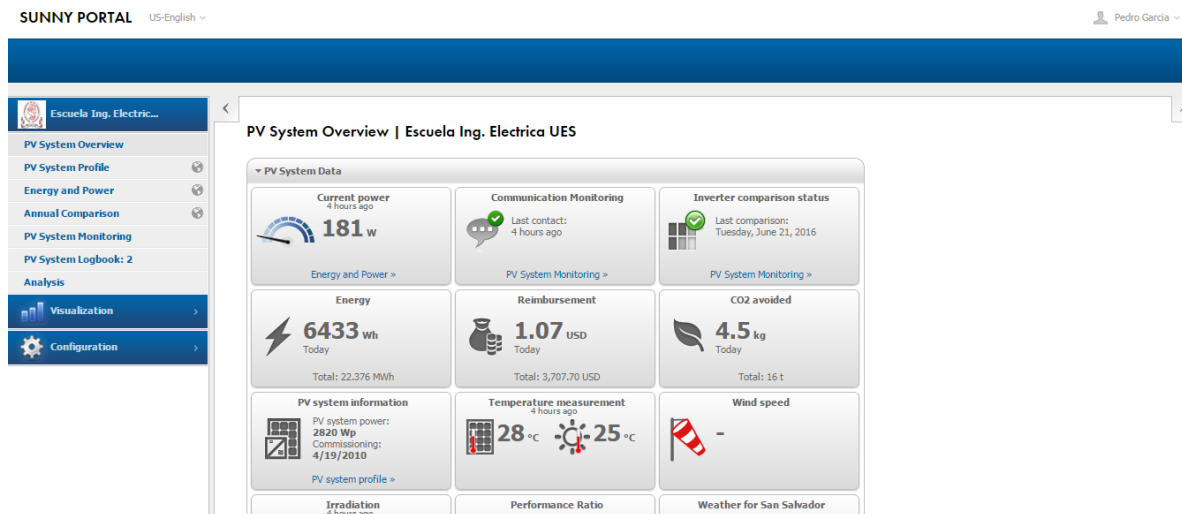 SUNNY PORTAL US-English
Pedro Garcia
Escuela Ing. Electric...
PV System Overview
PV System Profile
Energy and Power
Annual Comparison
PV System Monitoring
PV System Logbook: 2
Analysis
Visualization
Configuration
PV System Overview | Escuela Ing. Electrica UES
PV System Data
Current power
4 hours ago
181 W
Energy and Power »
Communication Monitoring
Last contact:
4 hours ago
PV System Monitoring »
Inverter comparison status
Last comparison:
Tuesday, June 21, 2016
PV System Monitoring »
Energy
6433 Wh
Today
Total: 22.376 MWh
Reimbursement
1.07 USD
Today
Total: 3,707.70 USD
CO2 avoided
4.5 kg
Today
Total: 16 t
PV system information
PV system power:
2820 Wp
Commissioning:
4/19/2010
PV system profile »
Temperature measurement
4 hours ago
28 °C 25 °C
Wind speed
-
Irradiation
4 hours ago
Performance Ratio
Weather for San Salvador